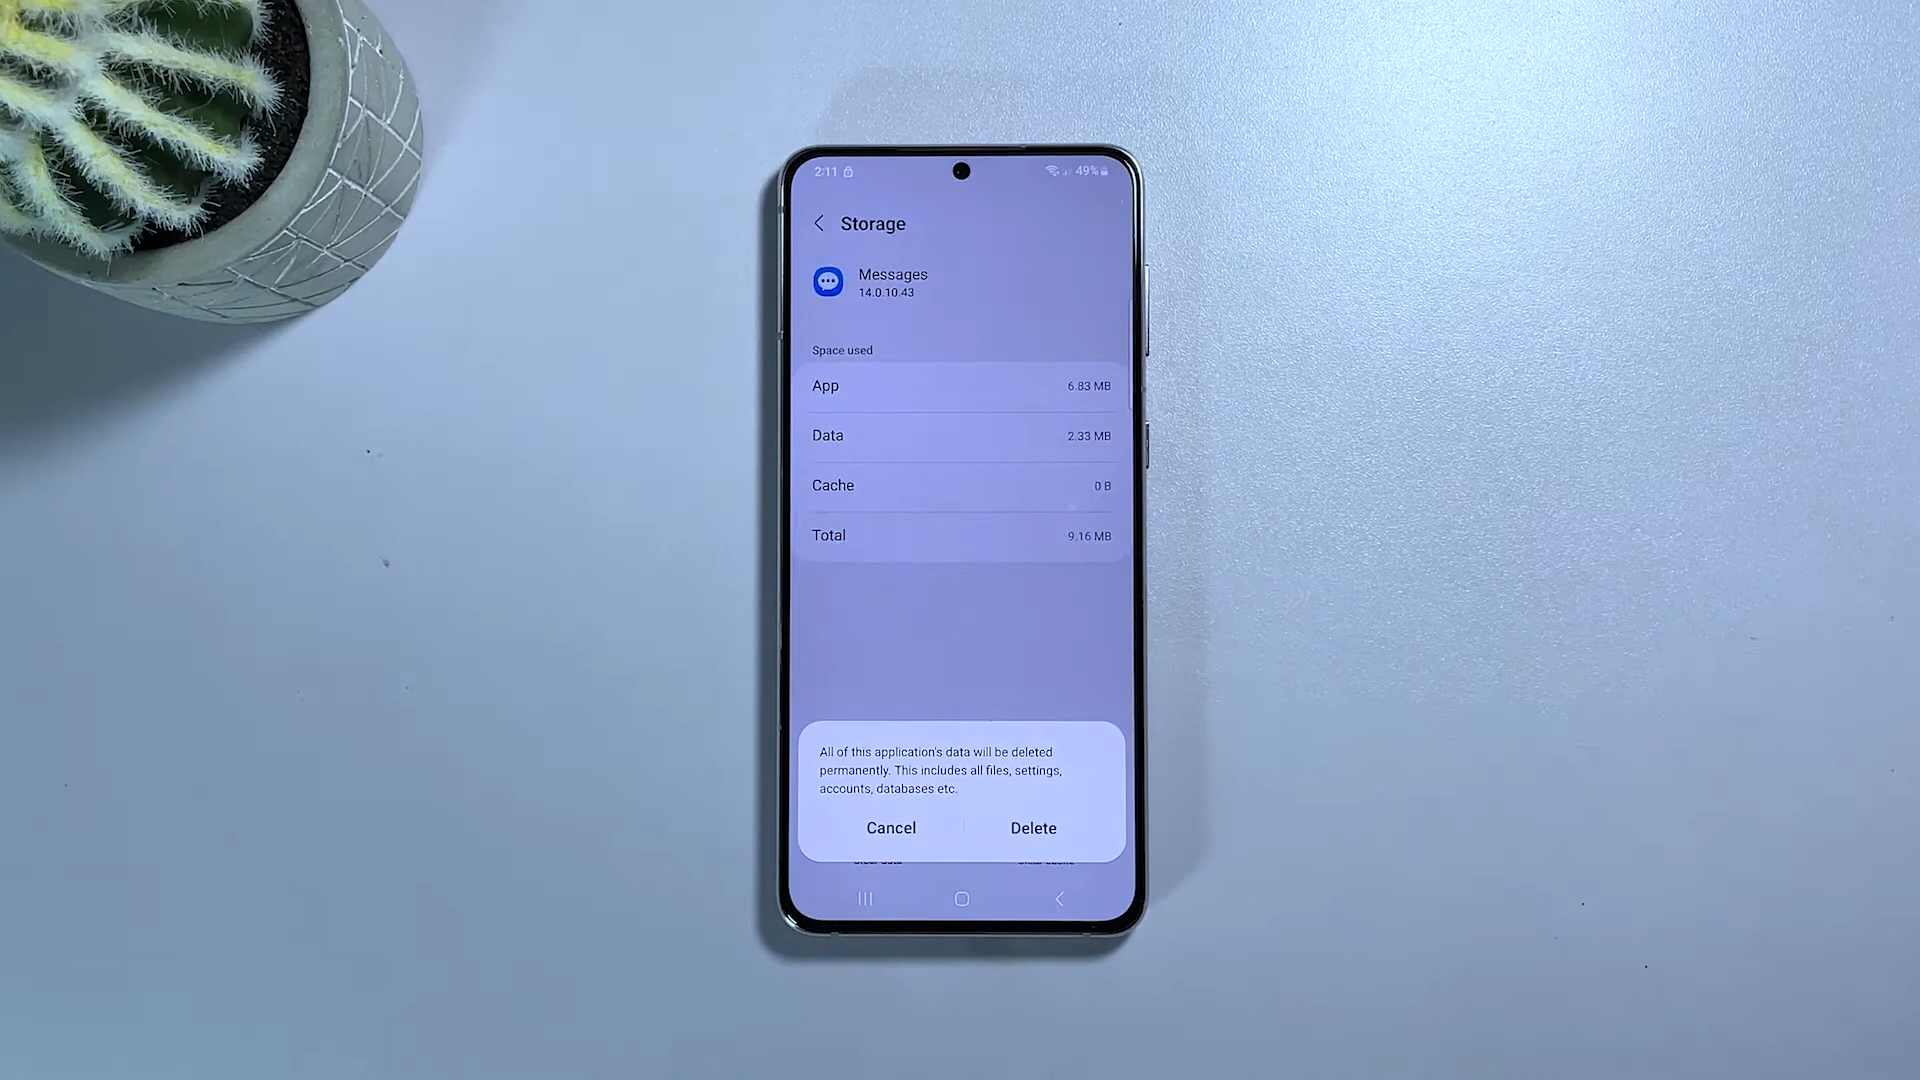 2:11
49%
Storage
Messages
14.0.10.43
Space used
App 6.83 MB
Data 2.33 MB
Cache 0 B
Total 9.16 MB
All of this application's data will be deleted
permanently. This includes all files, settings,
accounts, databases etc.
Cancel Delete